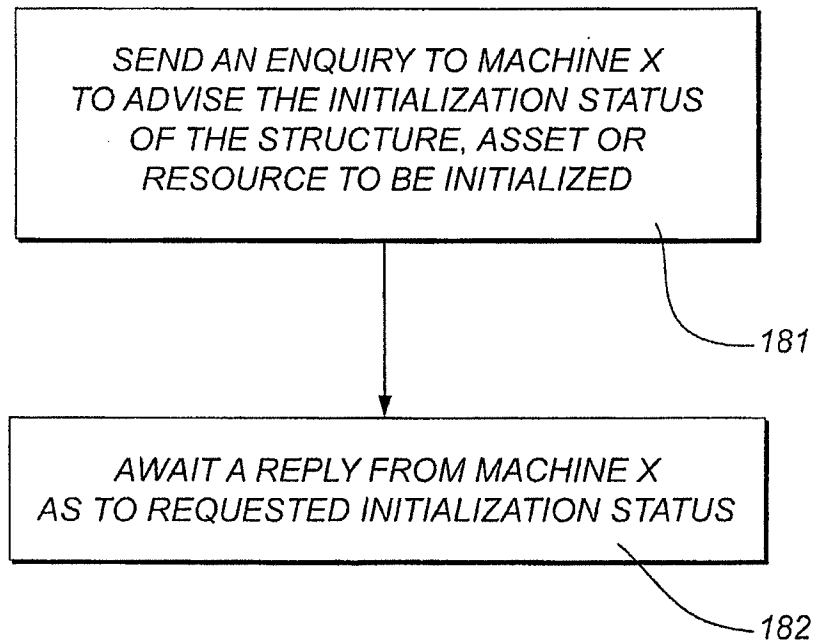 SEND AN ENQUIRY TO MACHINE X
TO ADVISE THE INITIALIZATION STATUS
OF THE STRUCTURE, ASSET OR
RESOURCE TO BE INITIALIZED
181
AWAIT A REPLY FROM MACHINE X
AS TO REQUESTED INITIALIZATION STATUS
182